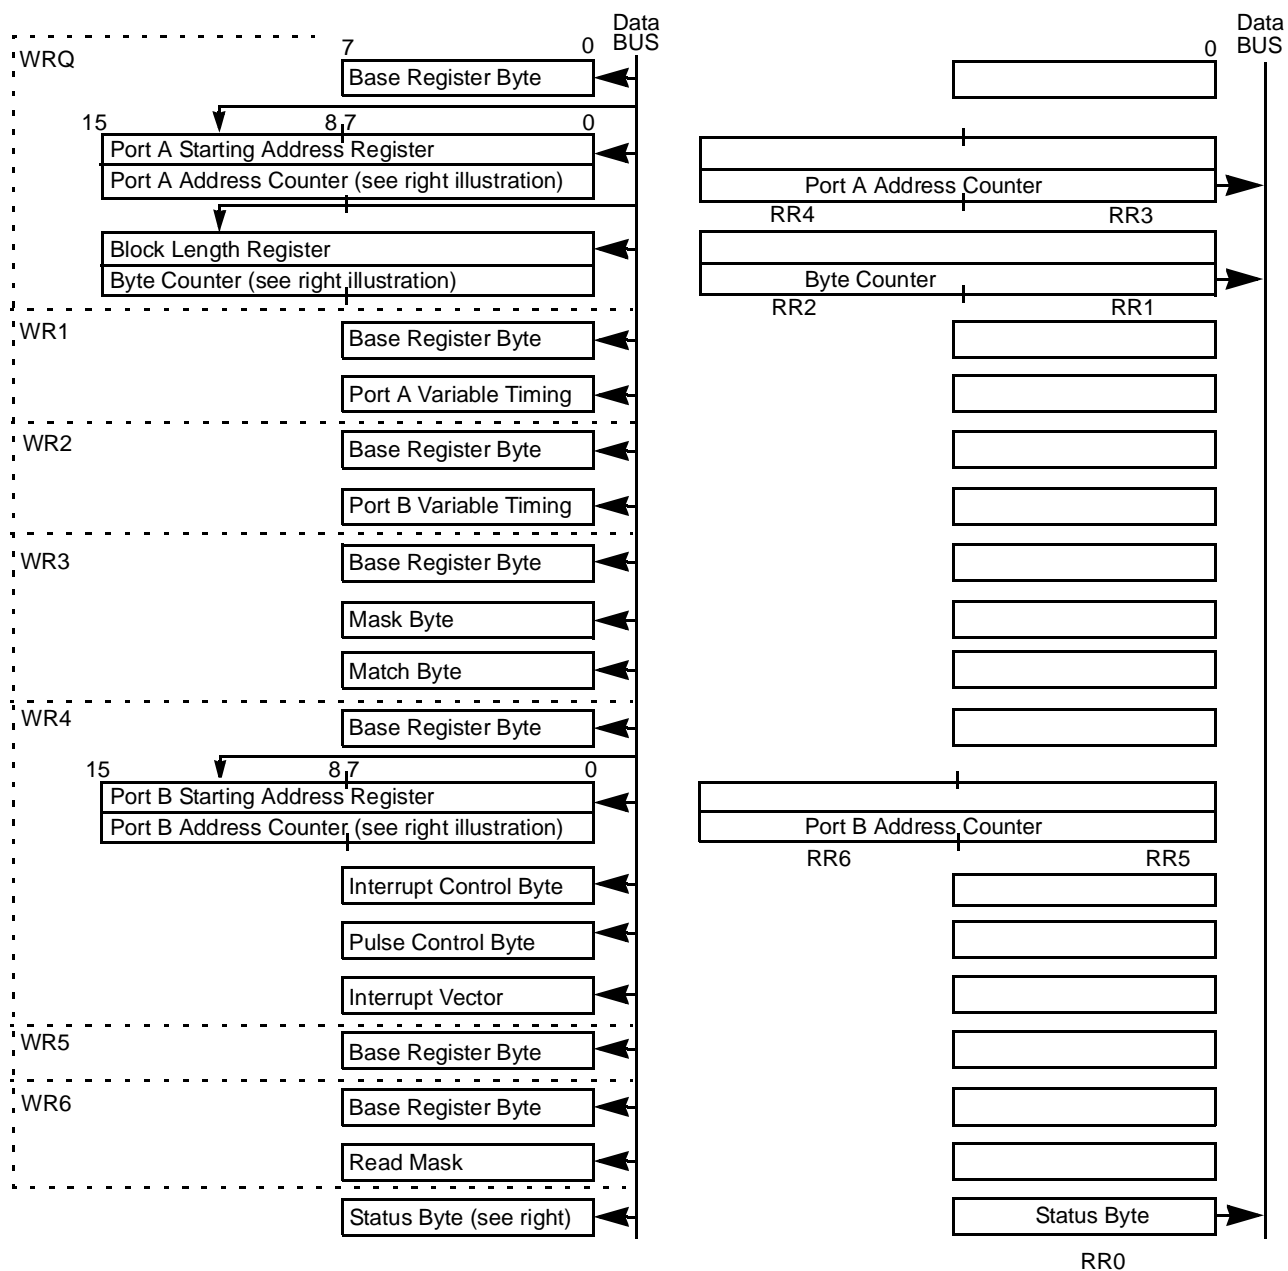 Data
BUS
WRQ
7 0
Base Register Byte
15 8 7 0
Port A Starting Address Register
Port A Address Counter (see right illustration)
Block Length Register
Byte Counter (see right illustration)
WR1
Base Register Byte
Port A Variable Timing
WR2
Base Register Byte
Port B Variable Timing
WR3
Base Register Byte
Mask Byte
Match Byte
WR4
Base Register Byte
15 8 7 0
Port B Starting Address Register
Port B Address Counter (see right illustration)
Interrupt Control Byte
Pulse Control Byte
Interrupt Vector
WR5
Base Register Byte
WR6
Base Register Byte
Read Mask
Status Byte (see right)
Data
BUS
0
Port A Address Counter
RR4 RR3
Byte Counter
RR2 RR1
Port B Address Counter
RR6 RR5
Status Byte
RR0